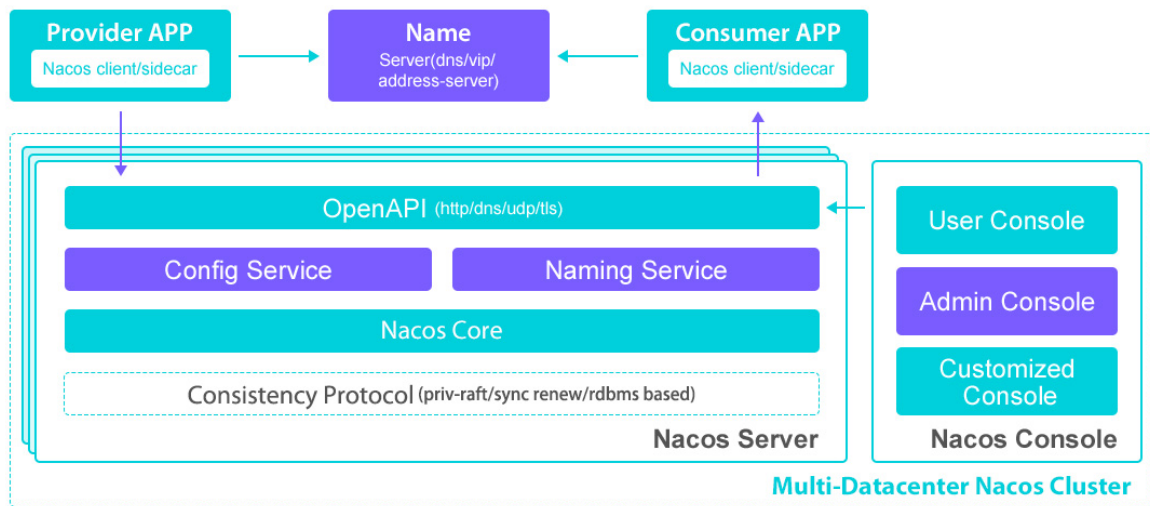 Provider APP
Nacos client/sidecar
Name
Server(dns/vip/
address-server)
Consumer APP
Nacos client/sidecar
OpenAPI (http/dns/udp/tls)
Config Service
Naming Service
Nacos Core
Consistency Protocol (priv-raft/sync renew/rdbms based)
Nacos Server
User Console
Admin Console
Customized
Console
Nacos Console
Multi-Datacenter Nacos Cluster